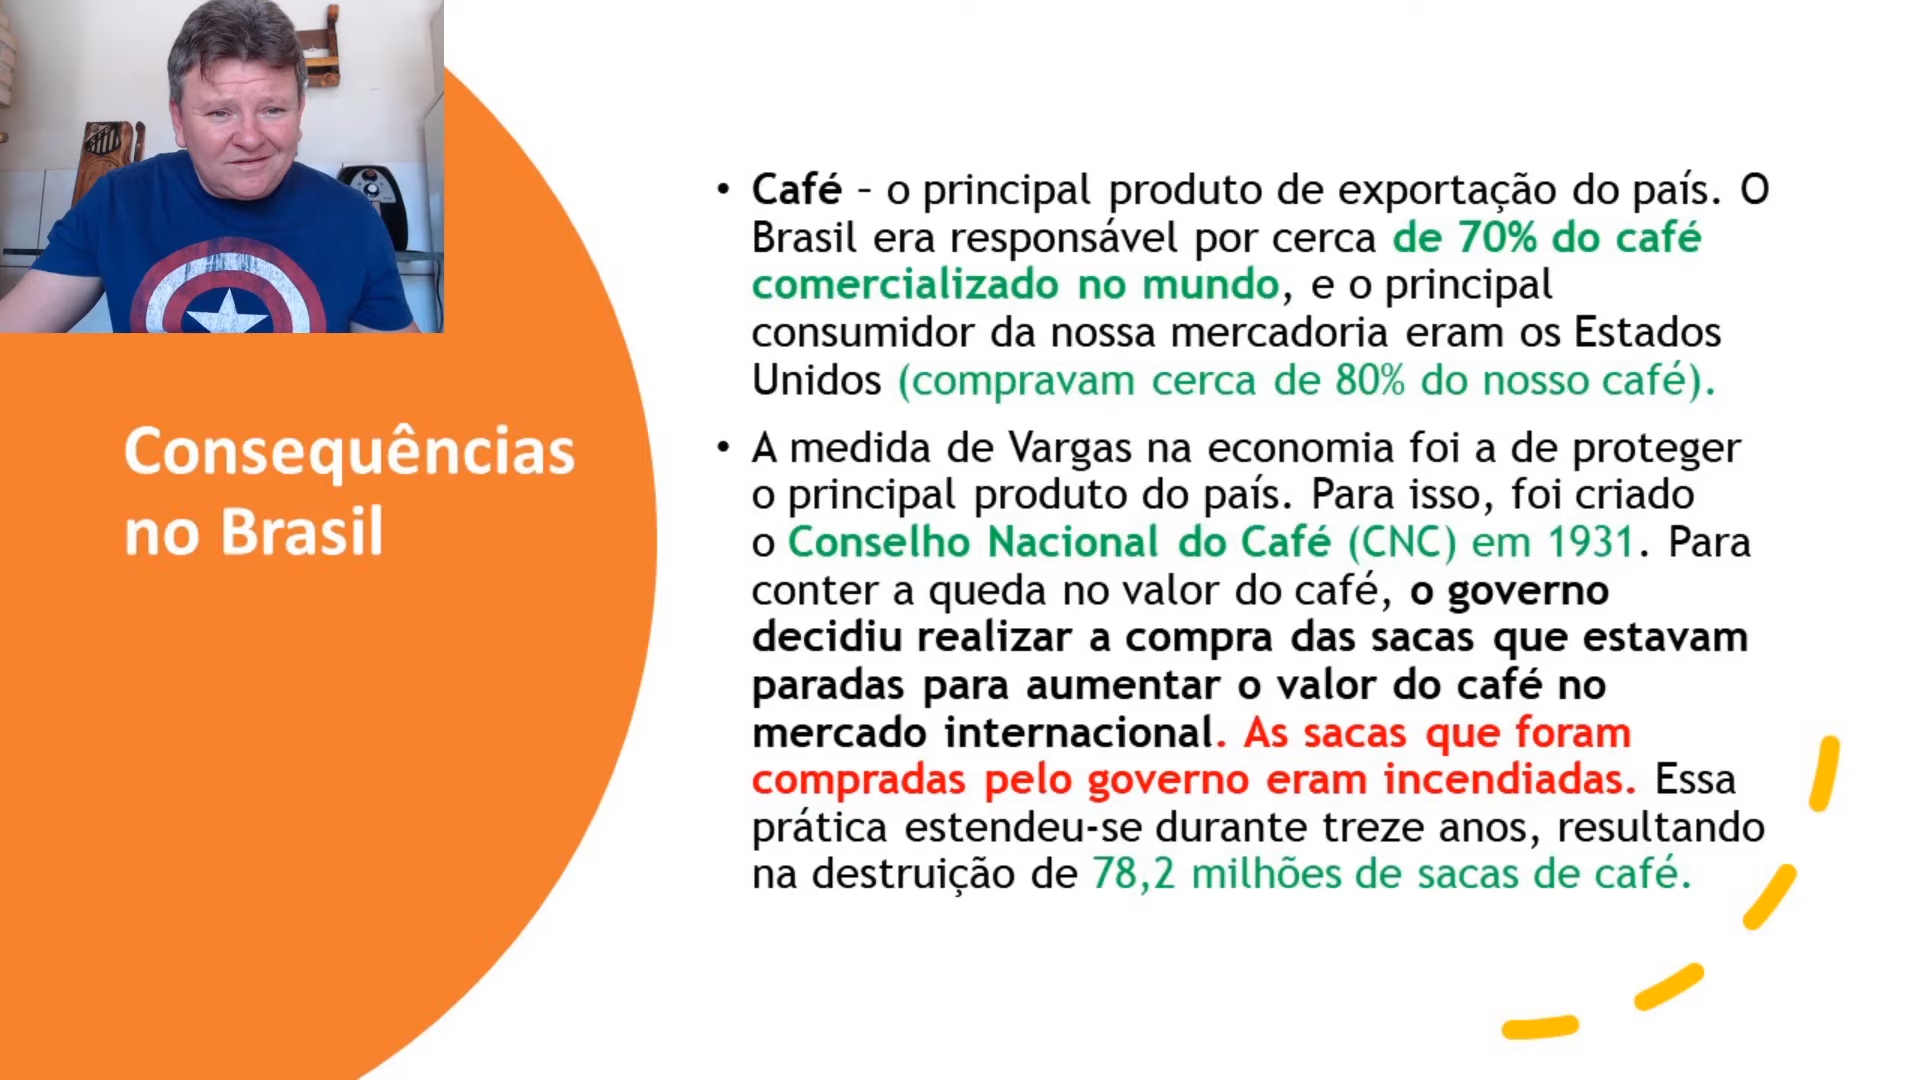 Consequências
no Brasil
• Café – o principal produto de exportação do país. O
Brasil era responsável por cerca de 70% do café
comercializado no mundo, e o principal
consumidor da nossa mercadoria eram os Estados
Unidos (compravam cerca de 80% do nosso café).
• A medida de Vargas na economia foi a de proteger
o principal produto do país. Para isso, foi criado
o Conselho Nacional do Café (CNC) em 1931. Para
conter a queda no valor do café, o governo
decidiu realizar a compra das sacas que estavam
paradas para aumentar o valor do café no
mercado internacional. As sacas que foram
compradas pelo governo eram incendiadas. Essa
prática estendeu-se durante treze anos, resultando
na destruição de 78,2 milhões de sacas de café.